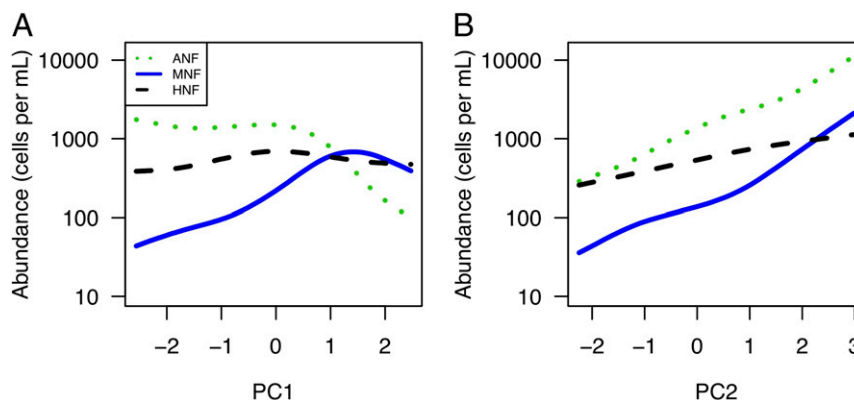 A
Abundance (cells per mL)
10000
1000
100
10
ANF
MNF
HNF
−2 −1 0 1 2
PC1
B
Abundance (cells per mL)
10000
1000
100
10
−2 −1 0 1 2 3
PC2